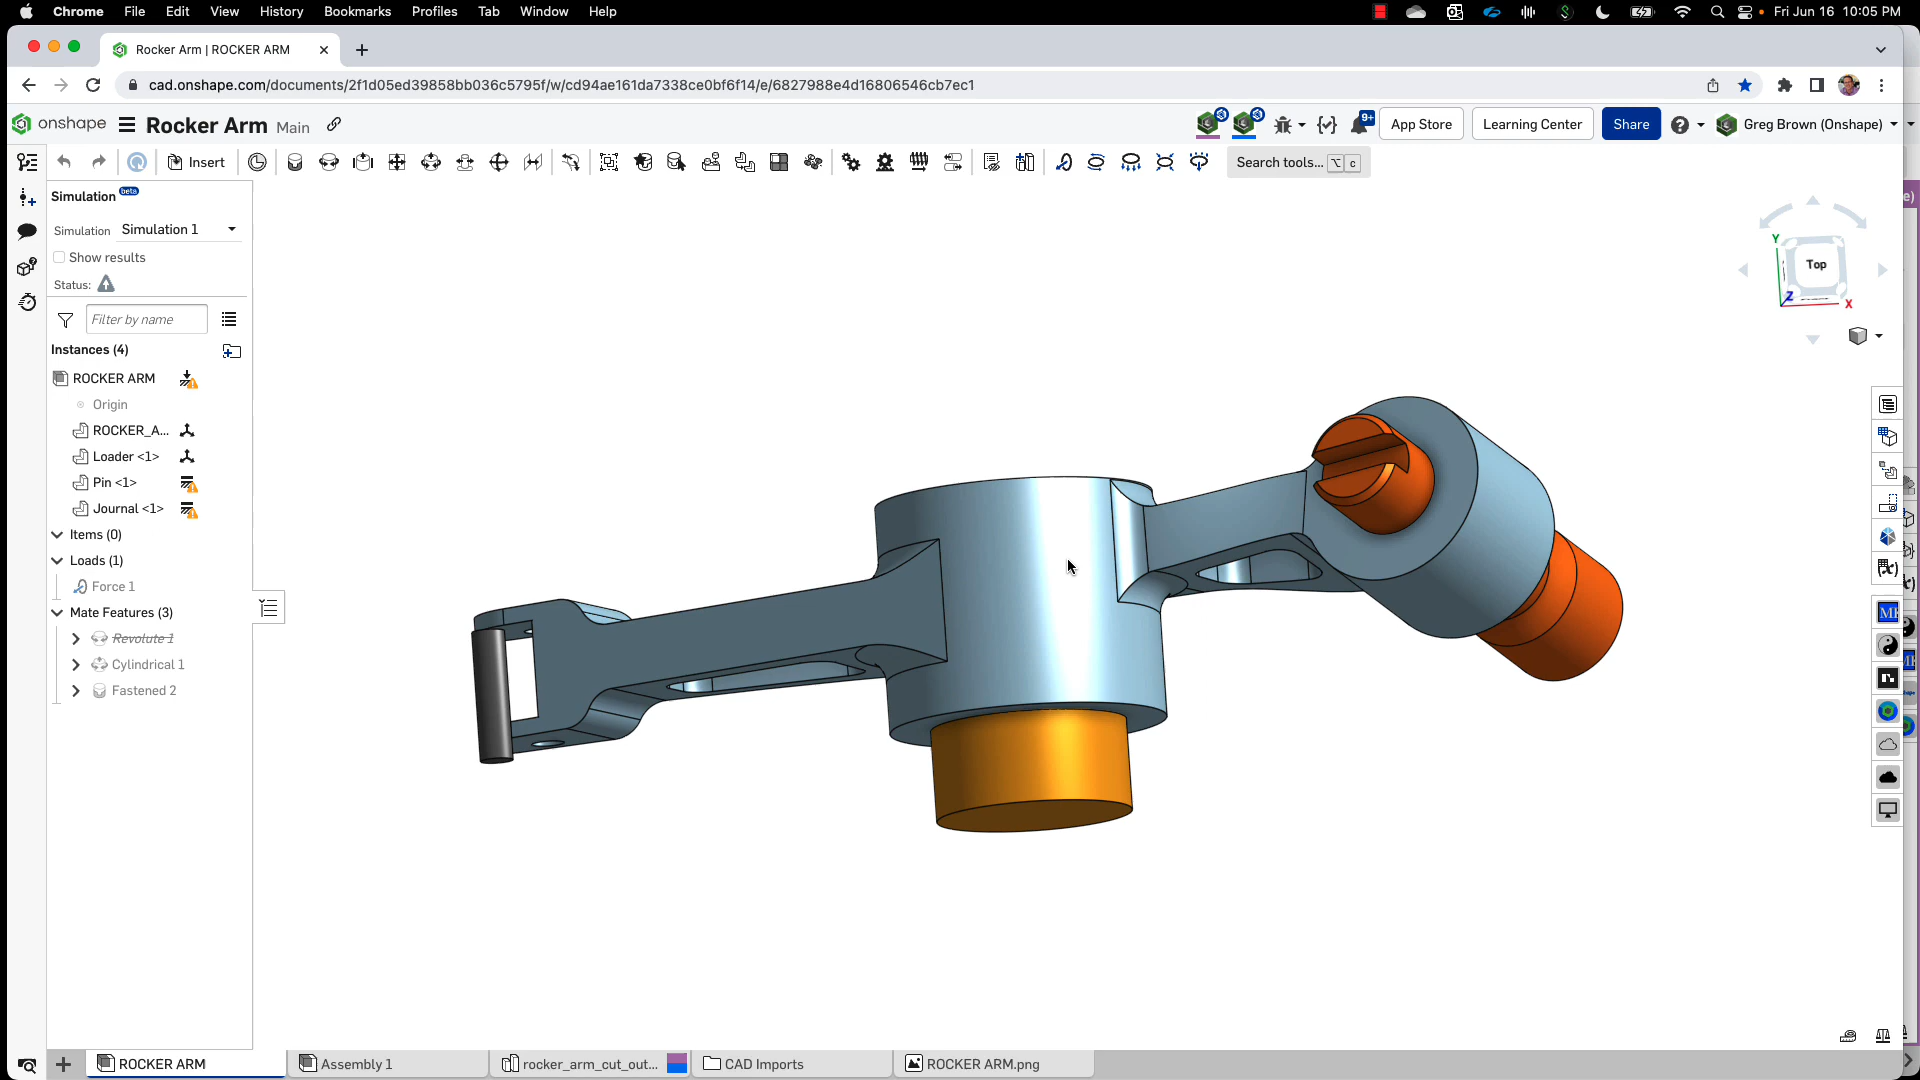 Chrome File Edit View History Bookmarks Profiles Tab Window Help Fri Jun 16 10:05 PM
Rocker Arm | ROCKER ARM
cad.onshape.com/documents/2f1d05ed39858bb036c5795f/w/cd94ae161da7338ce0bf6f14/e/6827988e4d16806546cb7ec1
onshape Rocker Arm Main 9+ App Store Learning Center Share Greg Brown (Onshape)
Insert Search tools... ⌥ c
Simulation beta
Simulation Simulation 1
Show results
Status:
Filter by name
Instances (4)
ROCKER ARM
Origin
ROCKER_A...
Loader <1>
Pin <1>
Journal <1>
Items (0)
Loads (1)
Force 1
Mate Features (3)
Revolute 1
Cylindrical 1
Fastened 2
Y
Top
Z
X
ROCKER ARM Assembly 1 rocker_arm_cut_out... CAD Imports ROCKER ARM.png